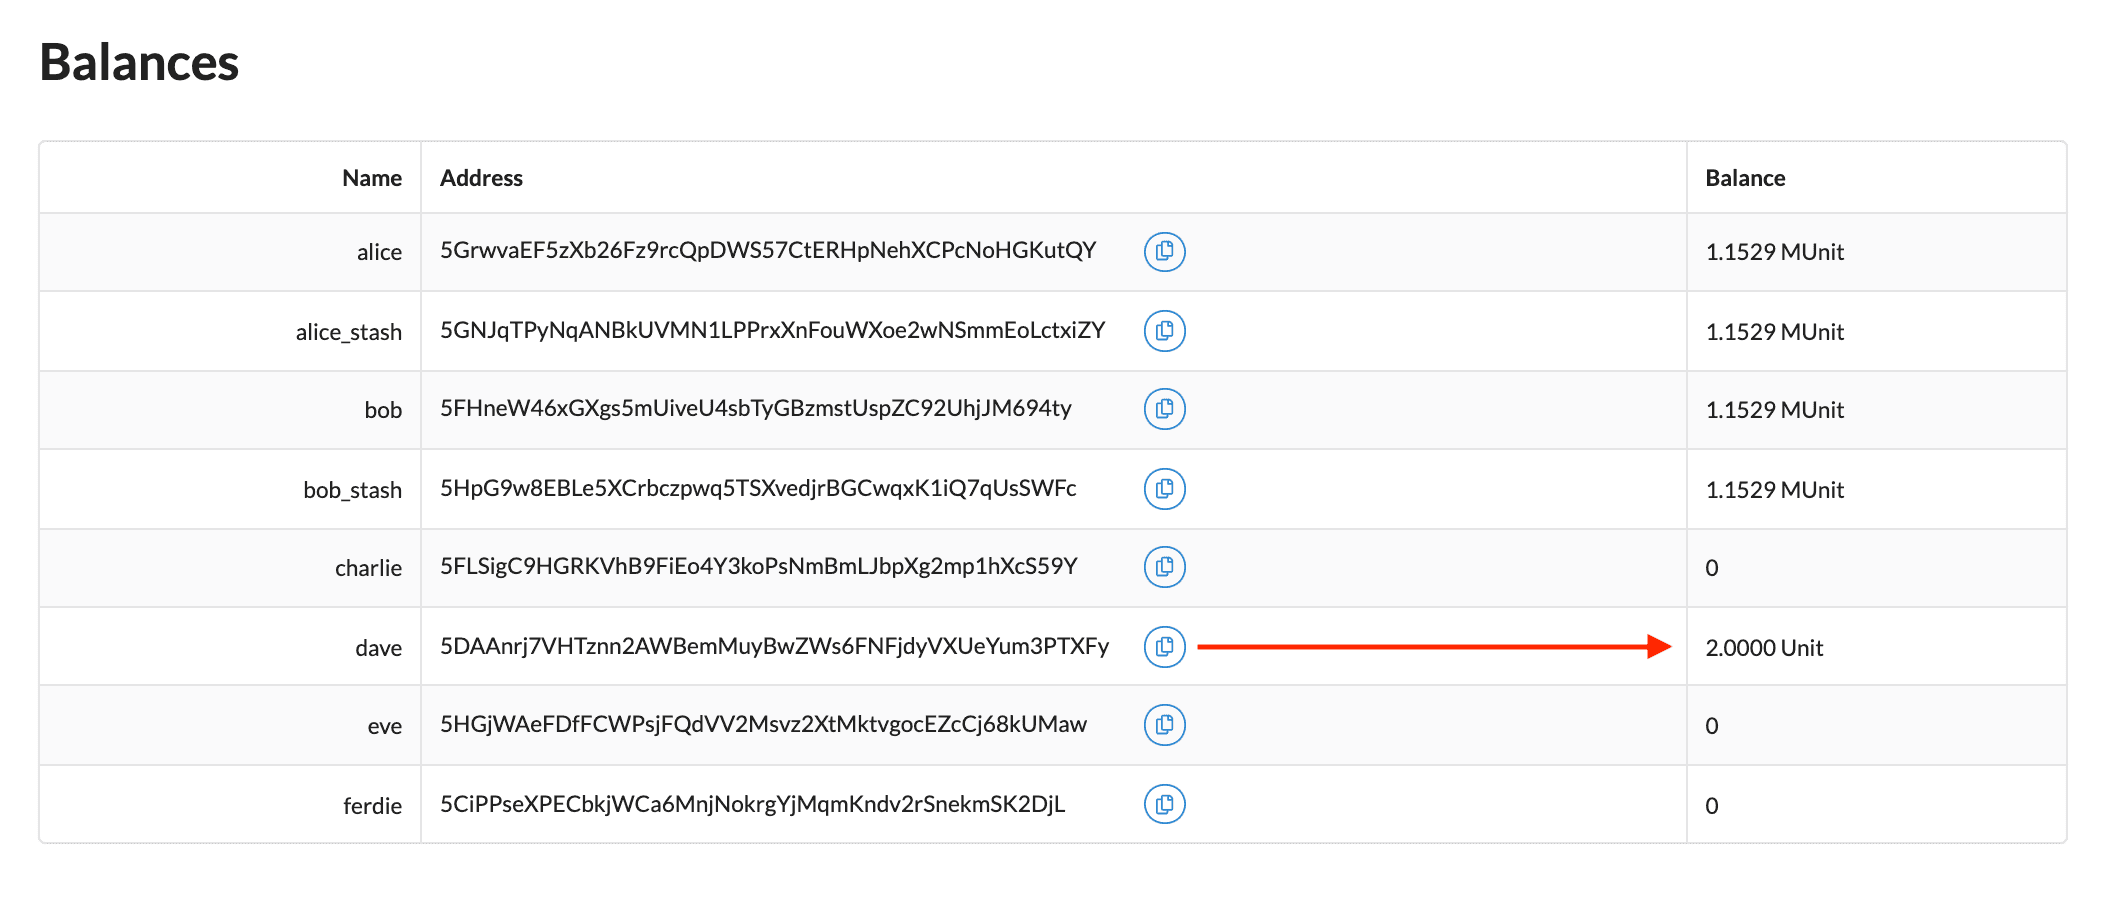 Balances
Name Address Balance
alice 5GrwvaEF5zXb26Fz9rcQpDWS57CtERHpNehXCPcNoHGKutQY 1.1529 MUnit
alice_stash 5GNJqTPyNqANBkUVMN1LPPrxXnFouWXoe2wNSmmEoLctxiZY 1.1529 MUnit
bob 5FHneW46xGXgs5mUiveU4sbTyGBzmstUspZC92UhjJM694ty 1.1529 MUnit
bob_stash 5HpG9w8EBLe5XCrbczpwq5TSXvedjrBGCwqxK1iQ7qUsSWFc 1.1529 MUnit
charlie 5FLSigC9HGRKVhB9FiEo4Y3koPsNmBmLJbpXg2mp1hXcS59Y 0
dave 5DAAnrj7VHTznn2AWBemMuyBwZWs6FNFjdyVXUeYum3PTXFy 2.0000 Unit
eve 5HGjWAeFDfFCWPsjFQdVV2Msvz2XtMktvgocEZcCj68kUMaw 0
ferdie 5CiPPseXPECbkjWCa6MnjNokrgYjMqmKndv2rSnekmSK2DjL 0